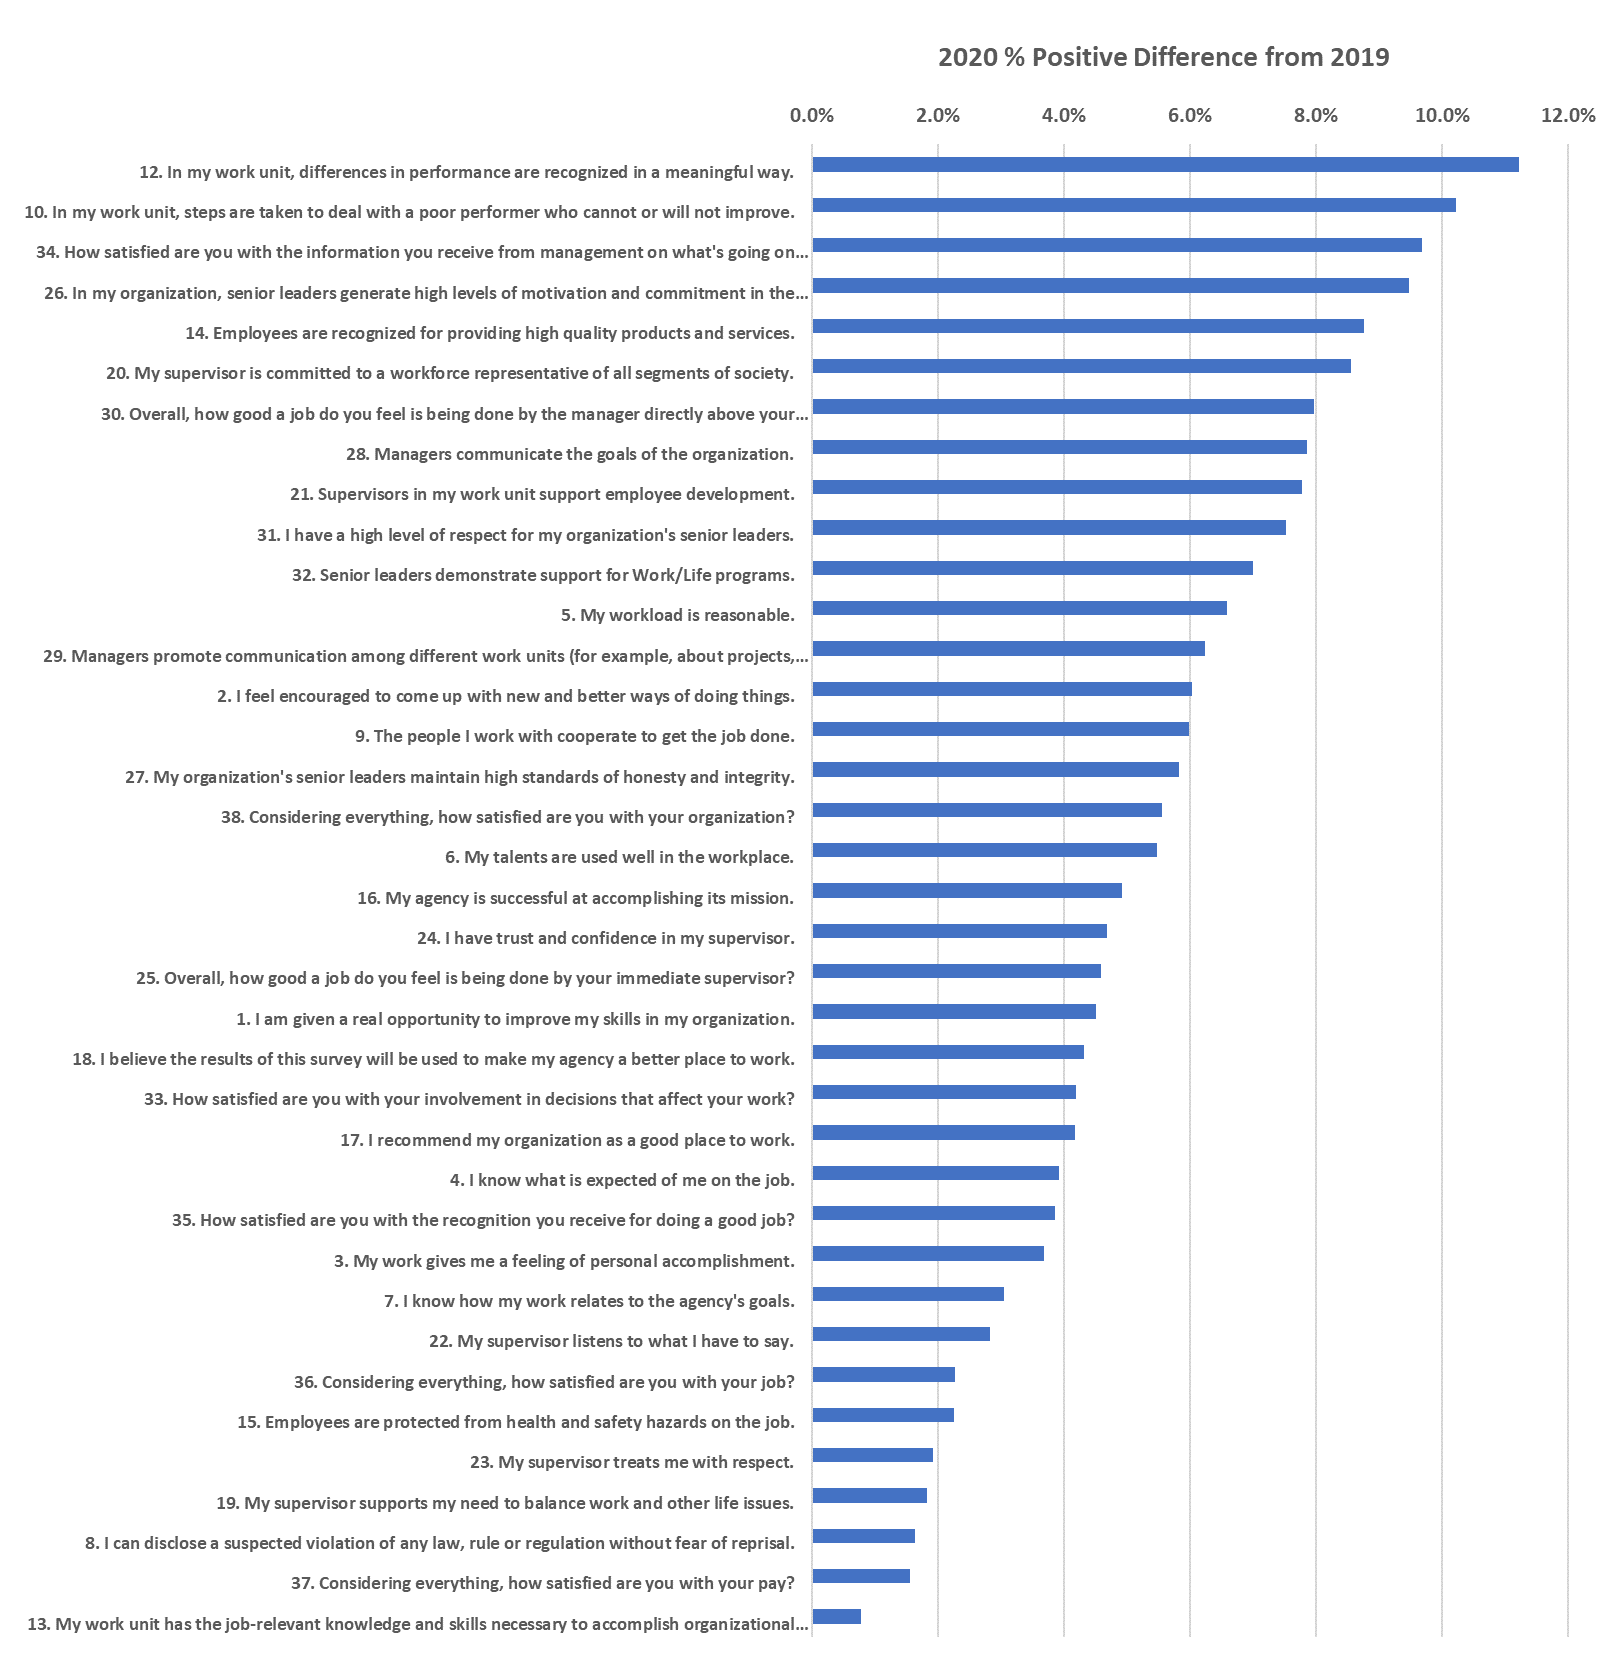 2020 % Positive Difference from 2019
0.0% 2.0% 4.0% 6.0% 8.0% 10.0% 12.0%
12. In my work unit, differences in performance are recognized in a meaningful way.
10. In my work unit, steps are taken to deal with a poor performer who cannot or will not improve.
34. How satisfied are you with the information you receive from management on what's going on...
26. In my organization, senior leaders generate high levels of motivation and commitment in the...
14. Employees are recognized for providing high quality products and services.
20. My supervisor is committed to a workforce representative of all segments of society.
30. Overall, how good a job do you feel is being done by the manager directly above your...
28. Managers communicate the goals of the organization.
21. Supervisors in my work unit support employee development.
31. I have a high level of respect for my organization's senior leaders.
32. Senior leaders demonstrate support for Work/Life programs.
5. My workload is reasonable.
29. Managers promote communication among different work units (for example, about projects,...
2. I feel encouraged to come up with new and better ways of doing things.
9. The people I work with cooperate to get the job done.
27. My organization's senior leaders maintain high standards of honesty and integrity.
38. Considering everything, how satisfied are you with your organization?
6. My talents are used well in the workplace.
16. My agency is successful at accomplishing its mission.
24. I have trust and confidence in my supervisor.
25. Overall, how good a job do you feel is being done by your immediate supervisor?
1. I am given a real opportunity to improve my skills in my organization.
18. I believe the results of this survey will be used to make my agency a better place to work.
33. How satisfied are you with your involvement in decisions that affect your work?
17. I recommend my organization as a good place to work.
4. I know what is expected of me on the job.
35. How satisfied are you with the recognition you receive for doing a good job?
3. My work gives me a feeling of personal accomplishment.
7. I know how my work relates to the agency's goals.
22. My supervisor listens to what I have to say.
36. Considering everything, how satisfied are you with your job?
15. Employees are protected from health and safety hazards on the job.
23. My supervisor treats me with respect.
19. My supervisor supports my need to balance work and other life issues.
8. I can disclose a suspected violation of any law, rule or regulation without fear of reprisal.
37. Considering everything, how satisfied are you with your pay?
13. My work unit has the job-relevant knowledge and skills necessary to accomplish organizational...